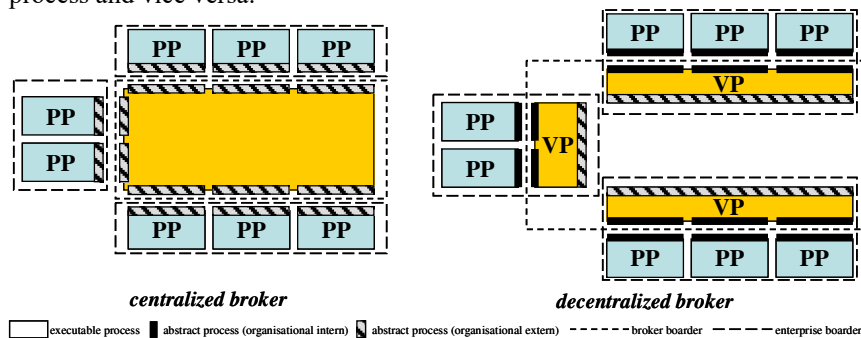 process and vice versa.
PP PP PP
PP PP PP
PP
VP
PP
PP
VP
PP
PP
VP
PP PP PP
PP PP PP
centralized broker
decentralized broker
executable process abstract process (organisational intern) abstract process (organisational extern) broker boarder enterprise boarder